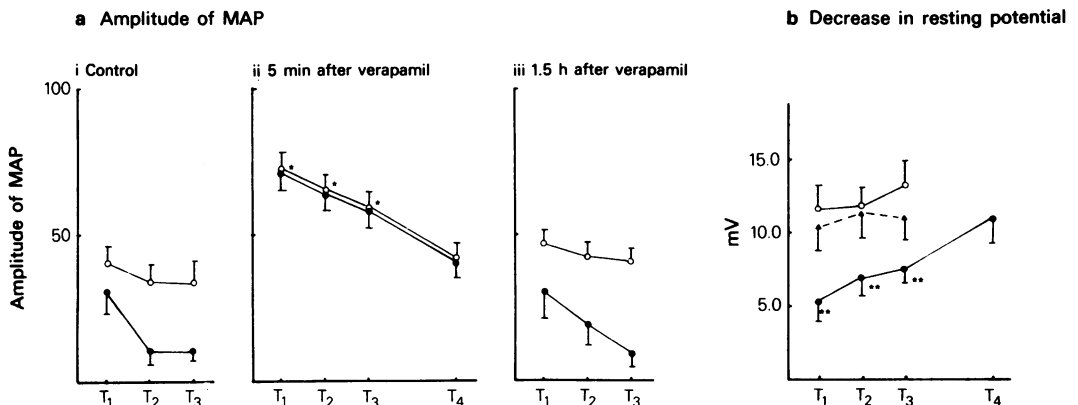 a Amplitude of MAP
b Decrease in resting potential
i Control
ii 5 min after verapamil
iii 1.5 h after verapamil
Amplitude of MAP
100
50
T1 T2 T3
* * *
T1 T2 T3 T4
T1 T2 T3
mV
15.0
10.0
5.0
** ** **
T1 T2 T3 T4